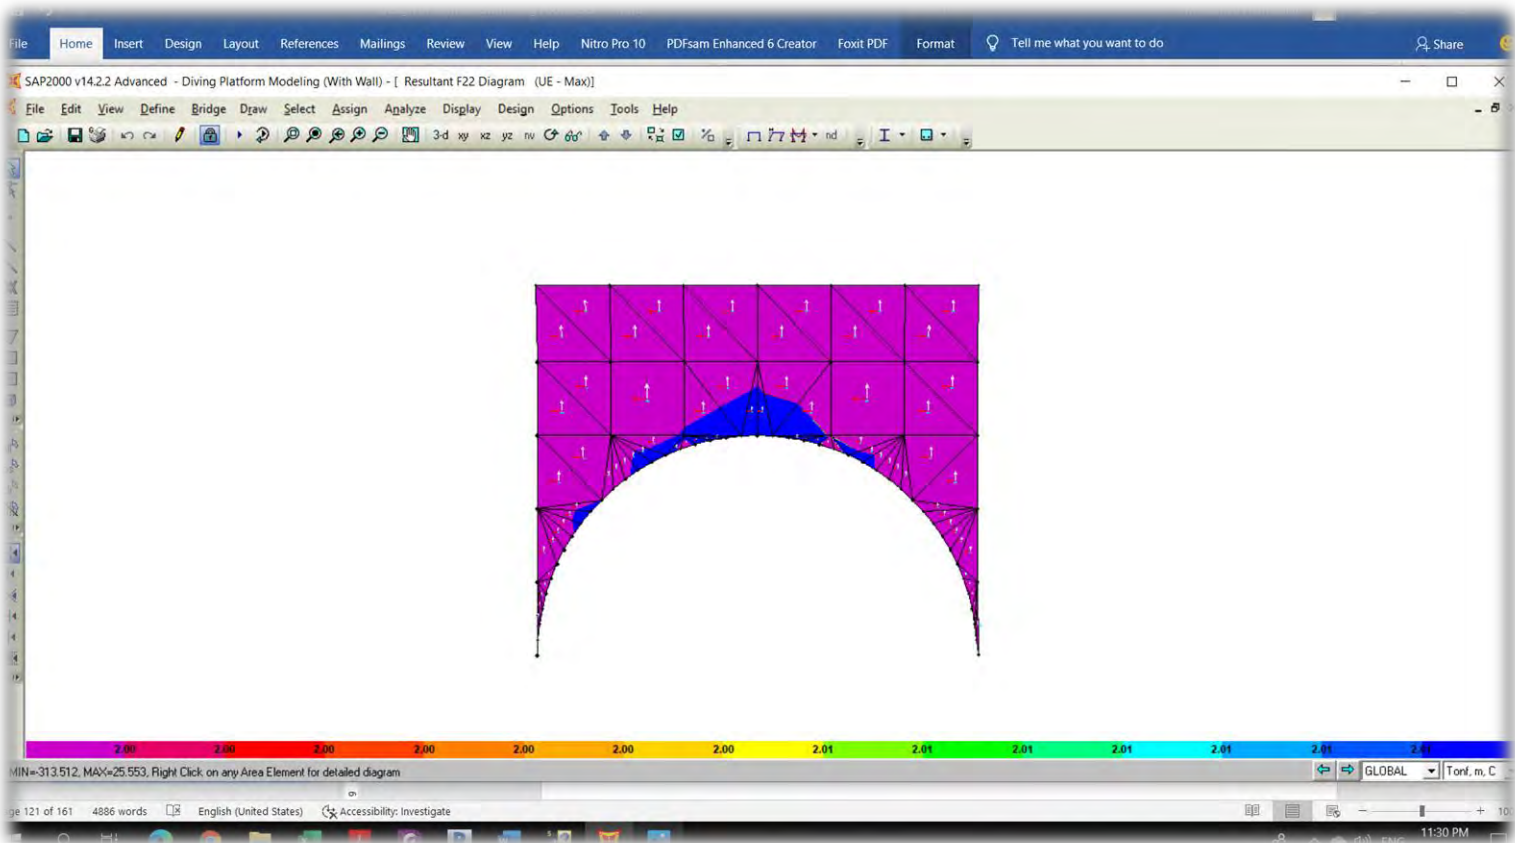 File Home Insert Design Layout References Mailings Review View Help Nitro Pro 10 PDFsam Enhanced 6 Creator Foxit PDF Format Tell me what you want to do Share
SAP2000 v14.2.2 Advanced - Diving Platform Modeling (With Wall) - [ Resultant F22 Diagram (UE - Max)]
File Edit View Define Bridge Draw Select Assign Analyze Display Design Options Tools Help
3-d xy xz yz nv nd
2.00 2.00 2.00 2.00 2.00 2.00 2.00 2.01 2.01 2.01 2.01 2.01 2.01
MIN=-313.512, MAX=25.553, Right Click on any Area Element for detailed diagram GLOBAL Tonf, m, C
ge 121 of 161 4886 words English (United States) Accessibility: Investigate
11:30 PM